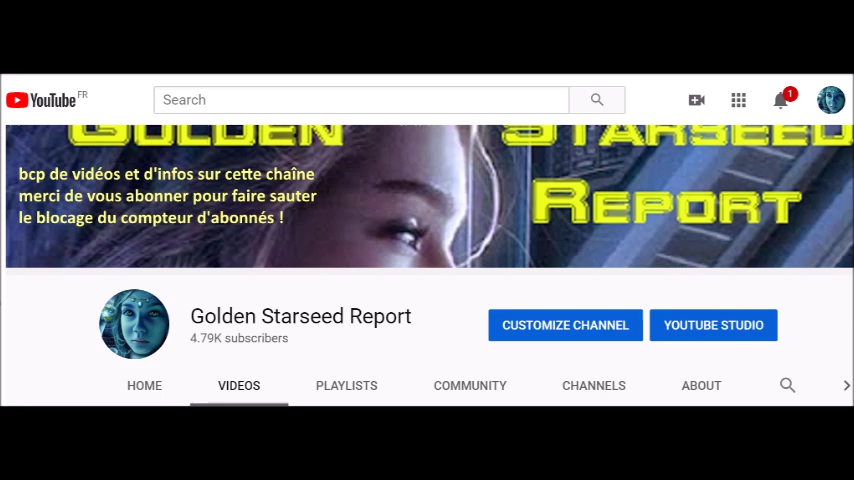 YouTube FR
Search
1
GOLDEN STARSEED
REPORT
bcp de vidéos et d'infos sur cette chaîne
merci de vous abonner pour faire sauter
le blocage du compteur d'abonnés !
Golden Starseed Report
4.79K subscribers
CUSTOMIZE CHANNEL
YOUTUBE STUDIO
HOME
VIDEOS
PLAYLISTS
COMMUNITY
CHANNELS
ABOUT